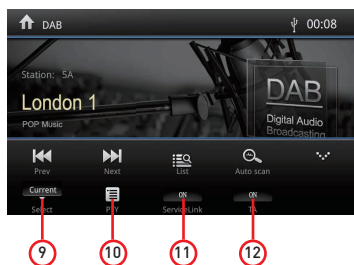 DAB 00:08
Station: 5A
London 1
POP Music
DAB
Digital Audio
Broadcasting
Prev Next List Auto scan
Current ON ON
Select PTY ServiceLink TA
9 10 11 12